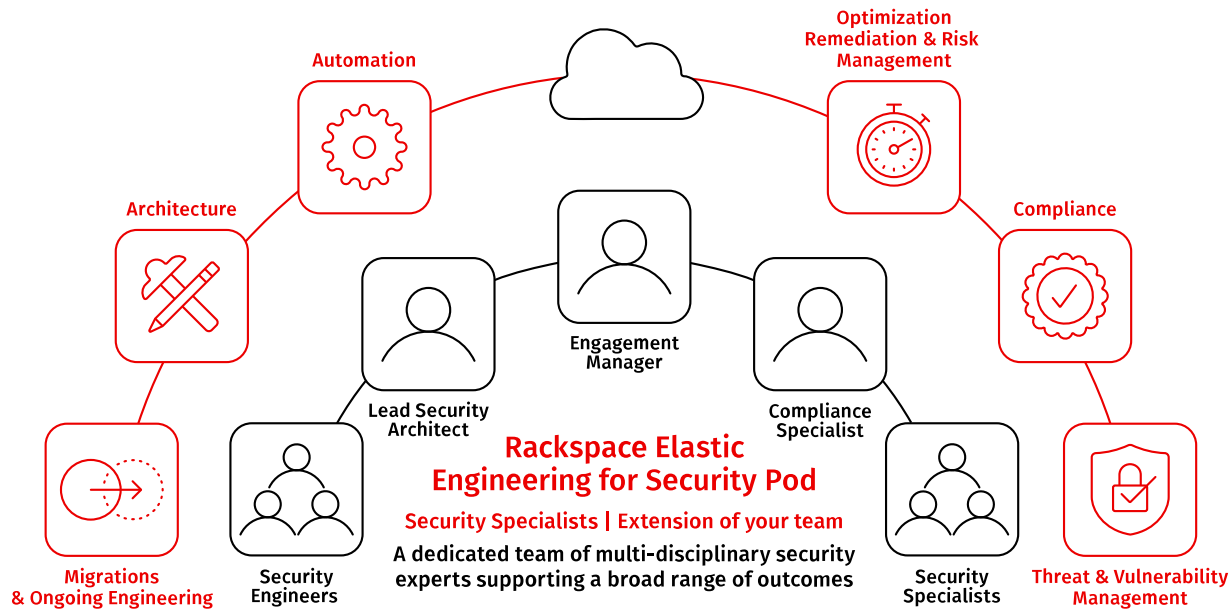 Optimization
Remediation & Risk
Management
Automation
Architecture
Compliance
Engagement
Manager
Lead Security
Architect
Compliance
Specialist
Rackspace Elastic
Engineering for Security Pod
Security Specialists | Extension of your team
A dedicated team of multi-disciplinary security
experts supporting a broad range of outcomes
Migrations
& Ongoing Engineering
Security
Engineers
Security
Specialists
Threat & Vulnerability
Management